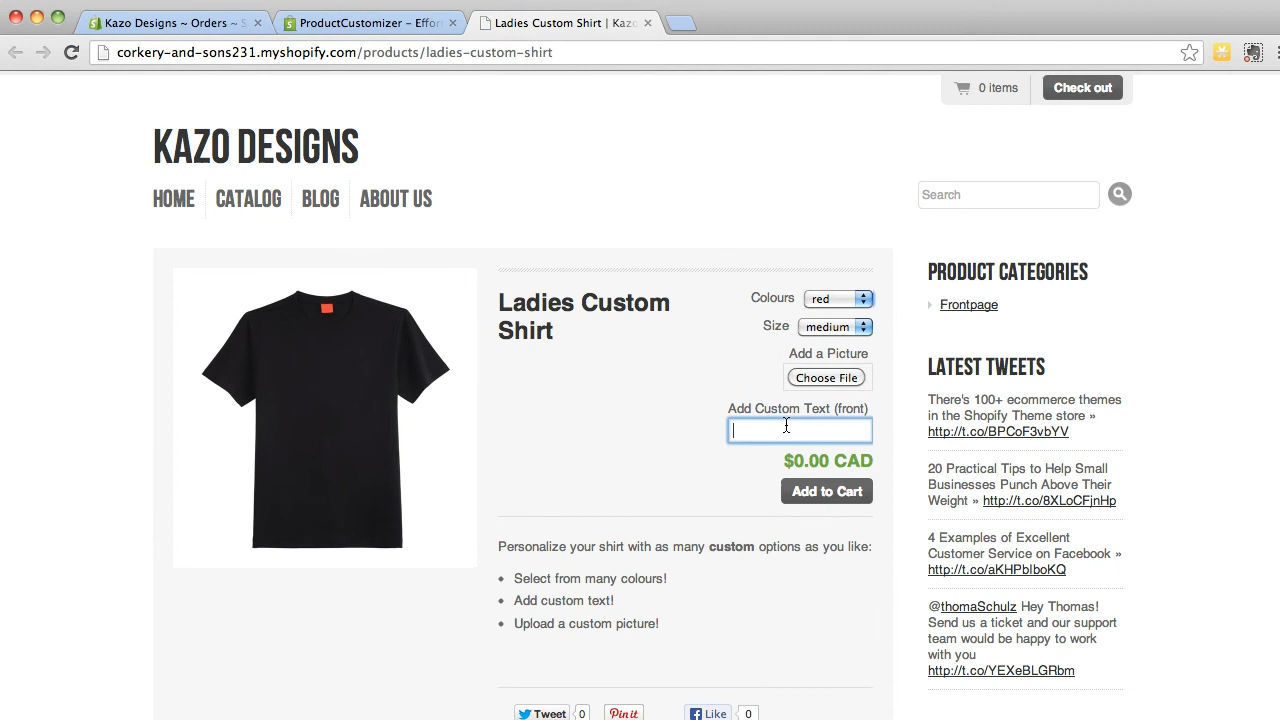 Kazo Designs ~ Orders ~ S
ProductCustomizer – Effor
Ladies Custom Shirt | Kazo
corkery-and-sons231.myshopify.com/products/ladies-custom-shirt
0 items
Check out
KAZO DESIGNS
HOME
CATALOG
BLOG
ABOUT US
Search
Ladies Custom
Shirt
Colours
red
Size
medium
Add a Picture
Choose File
Add Custom Text (front)
$0.00 CAD
Add to Cart
Personalize your shirt with as many custom options as you like:
• Select from many colours!
• Add custom text!
• Upload a custom picture!
Tweet
0
Pin it
Like
0
PRODUCT CATEGORIES
Frontpage
LATEST TWEETS
There's 100+ ecommerce themes
in the Shopify Theme store »
http://t.co/BPCoF3vbYV
20 Practical Tips to Help Small
Businesses Punch Above Their
Weight » http://t.co/8XLoCFjnHp
4 Examples of Excellent
Customer Service on Facebook »
http://t.co/aKHPbIboKQ
@thomaSchulz Hey Thomas!
Send us a ticket and our support
team would be happy to work
with you
http://t.co/YEXeBLGRbm